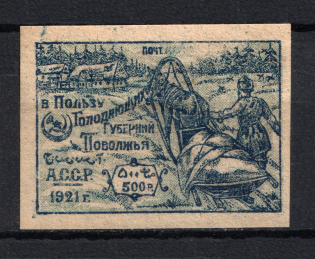 ПОЧТ.
В ПОЛЬЗУ
ГОЛОДАЮЩИХ
ГУБЕРНИЙ
ПОВОЛЖЬЯ
А.С.С.Р.
500 Р.
1921 г.